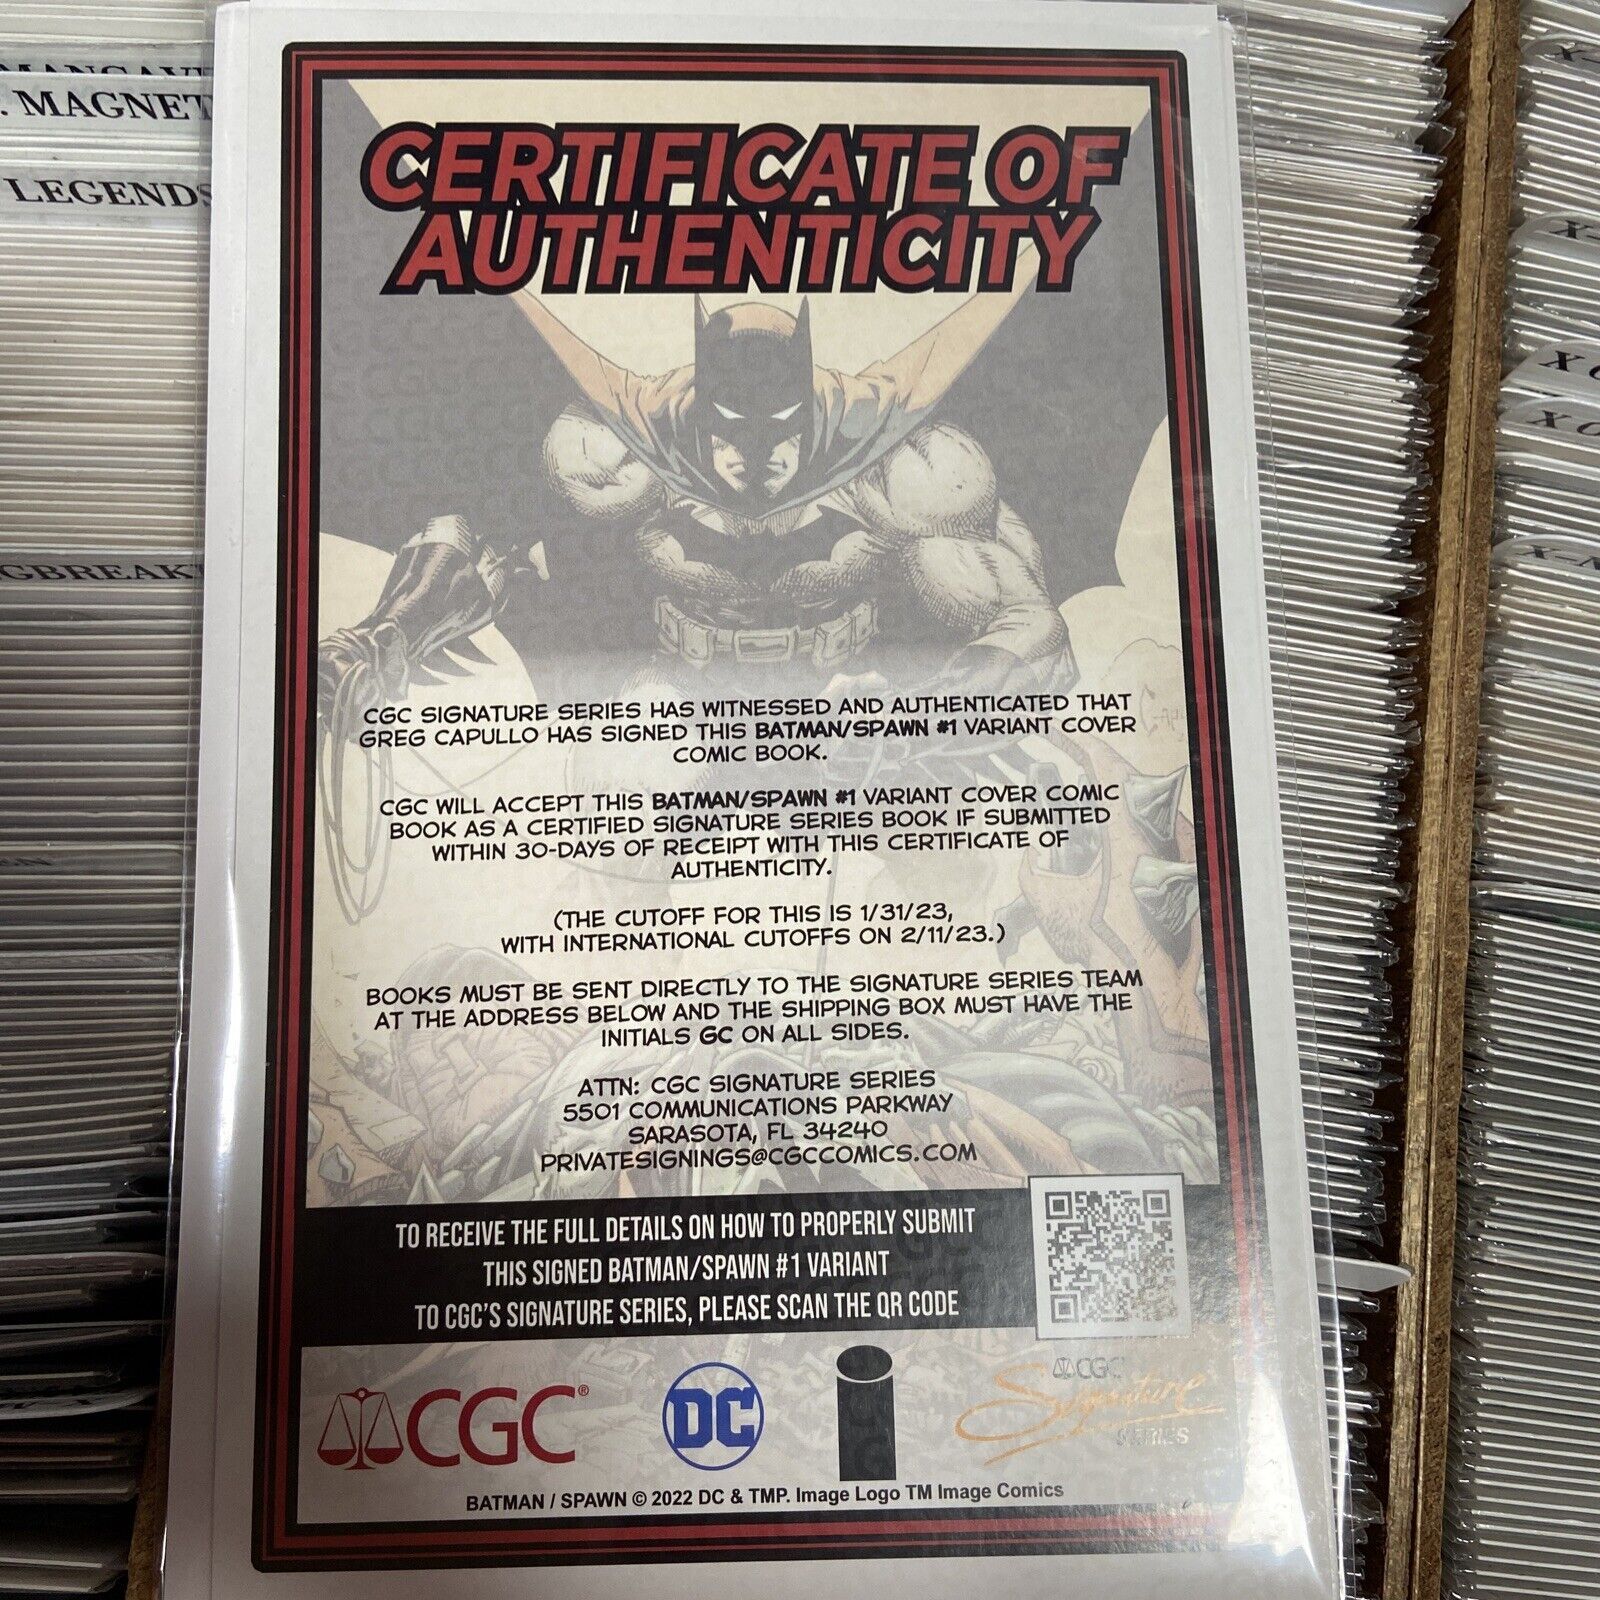 MAGNET
LEGENDS
GBREAK
CERTIFICATE OF
AUTHENTICITY
CGC SIGNATURE SERIES HAS WITNESSED AND AUTHENTICATED THAT
GREG CAPULLO HAS SIGNED THIS BATMAN/SPAWN #1 VARIANT COVER
COMIC BOOK.
CGC WILL ACCEPT THIS BATMAN/SPAWN #1 VARIANT COVER COMIC
BOOK AS A CERTIFIED SIGNATURE SERIES BOOK IF SUBMITTED
WITHIN 30-DAYS OF RECEIPT WITH THIS CERTIFICATE OF
AUTHENTICITY.
(THE CUTOFF FOR THIS IS 1/31/23,
WITH INTERNATIONAL CUTOFFS ON 2/11/23.)
BOOKS MUST BE SENT DIRECTLY TO THE SIGNATURE SERIES TEAM
AT THE ADDRESS BELOW AND THE SHIPPING BOX MUST HAVE THE
INITIALS GC ON ALL SIDES.
ATTN: CGC SIGNATURE SERIES
5501 COMMUNICATIONS PARKWAY
SARASOTA, FL 34240
PRIVATESIGNINGS@CGCCOMICS.COM
TO RECEIVE THE FULL DETAILS ON HOW TO PROPERLY SUBMIT
THIS SIGNED BATMAN/SPAWN #1 VARIANT
TO CGC'S SIGNATURE SERIES, PLEASE SCAN THE QR CODE
CGC®
DC
i
CGC
Signature
SERIES
BATMAN / SPAWN © 2022 DC & TMP. Image Logo TM Image Comics